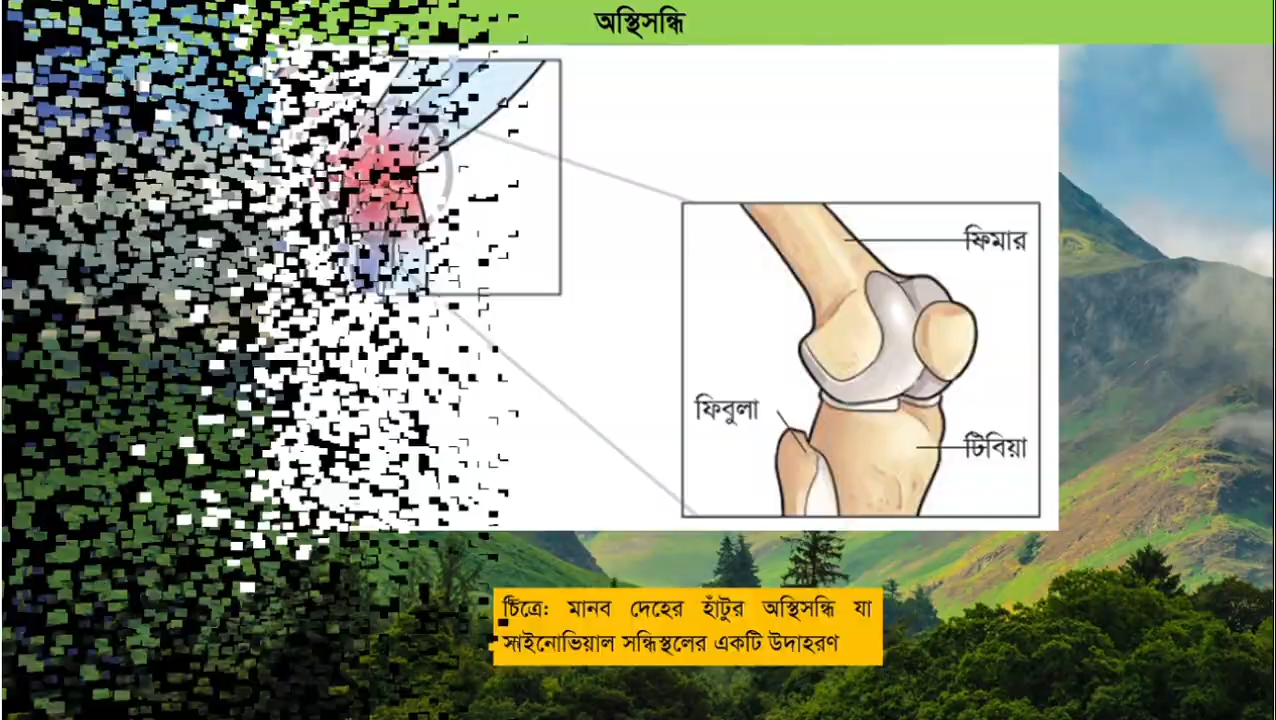 অস্থিসন্ধি
ফিমার
ফিবুলা
টিবিয়া
চিত্রে: মানব দেহের হাঁটুর অস্থিসন্ধি যা
সাইনোভিয়াল সন্ধিস্থলের একটি উদাহরণ